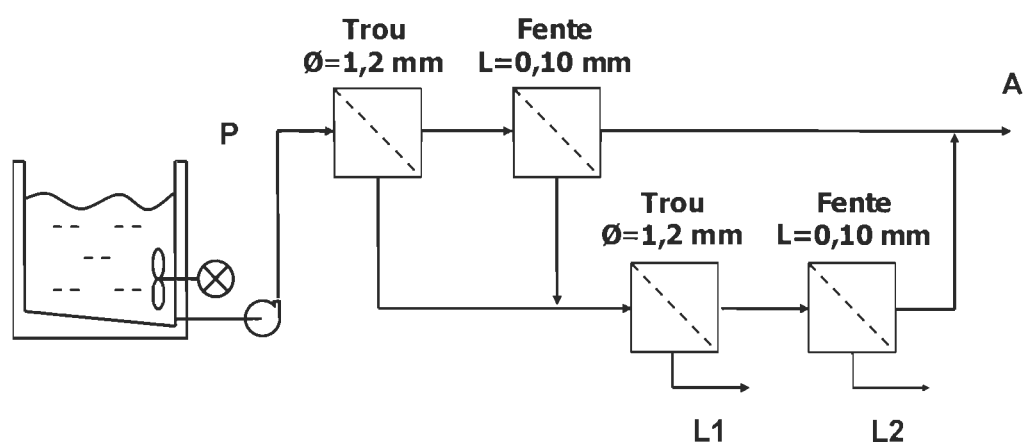 Trou
Ø=1,2 mm
Fente
L=0,10 mm
A
P
Trou
Ø=1,2 mm
Fente
L=0,10 mm
L1
L2